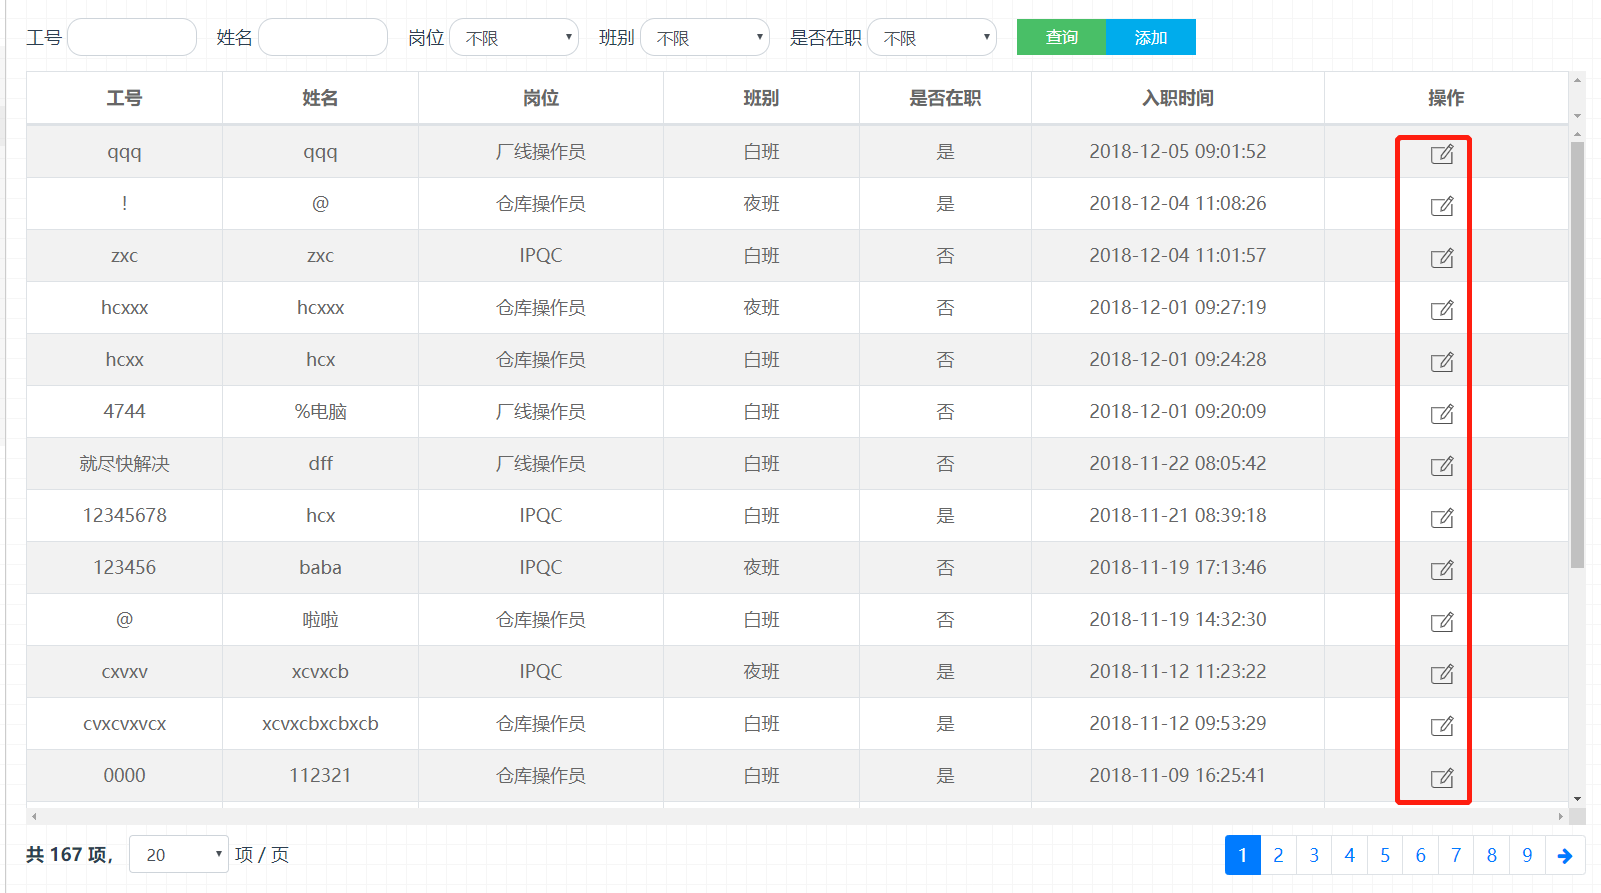 工号 姓名 岗位 不限 班别 不限 是否在职 不限 查询 添加
工号 姓名 岗位 班别 是否在职 入职时间 操作
qqq qqq 厂线操作员 白班 是 2018-12-05 09:01:52
! @ 仓库操作员 夜班 是 2018-12-04 11:08:26
zxc zxc IPQC 白班 否 2018-12-04 11:01:57
hcxxx hcxxx 仓库操作员 夜班 否 2018-12-01 09:27:19
hcxx hcx 仓库操作员 白班 否 2018-12-01 09:24:28
4744 %电脑 厂线操作员 白班 否 2018-12-01 09:20:09
就尽快解决 dff 厂线操作员 白班 否 2018-11-22 08:05:42
12345678 hcx IPQC 白班 是 2018-11-21 08:39:18
123456 baba IPQC 夜班 否 2018-11-19 17:13:46
@ 啦啦 仓库操作员 白班 否 2018-11-19 14:32:30
cxvxv xcvxcb IPQC 夜班 是 2018-11-12 11:23:22
cvxcvxvcx xcvxcbxcbxcb 仓库操作员 白班 是 2018-11-12 09:53:29
0000 112321 仓库操作员 白班 是 2018-11-09 16:25:41
共 167 项， 20 项 / 页 1 2 3 4 5 6 7 8 9